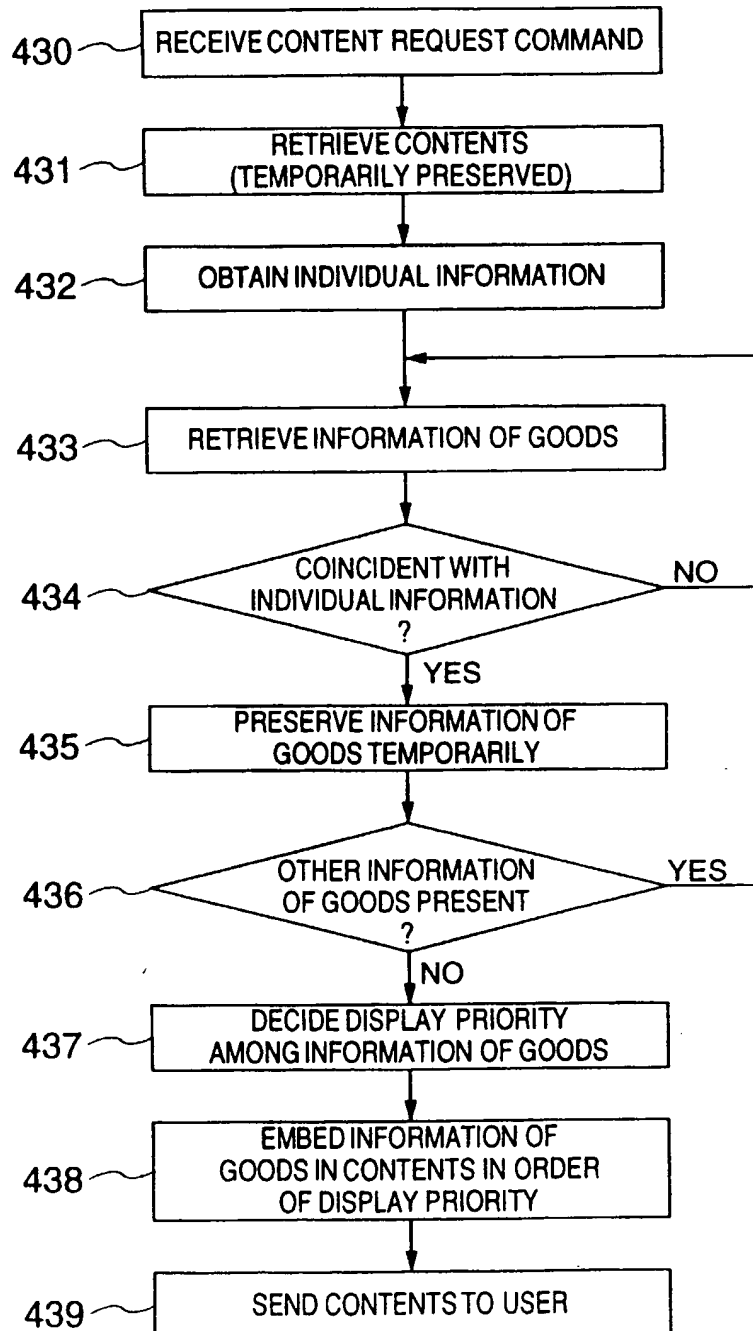 430
RECEIVE CONTENT REQUEST COMMAND
431
RETRIEVE CONTENTS
(TEMPORARILY PRESERVED)
432
OBTAIN INDIVIDUAL INFORMATION
433
RETRIEVE INFORMATION OF GOODS
434
COINCIDENT WITH
INDIVIDUAL INFORMATION
?
NO
YES
435
PRESERVE INFORMATION OF
GOODS TEMPORARILY
436
OTHER INFORMATION
OF GOODS PRESENT
?
YES
NO
437
DECIDE DISPLAY PRIORITY
AMONG INFORMATION OF GOODS
438
EMBED INFORMATION OF
GOODS IN CONTENTS IN ORDER
OF DISPLAY PRIORITY
439
SEND CONTENTS TO USER